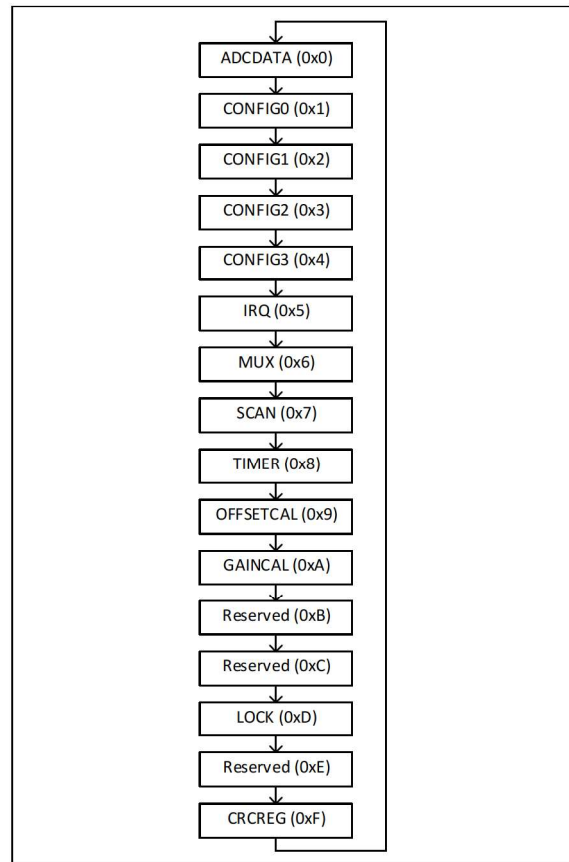 ADCDATA (0x0)
CONFIG0 (0x1)
CONFIG1 (0x2)
CONFIG2 (0x3)
CONFIG3 (0x4)
IRQ (0x5)
MUX (0x6)
SCAN (0x7)
TIMER (0x8)
OFFSETCAL (0x9)
GAINCAL (0xA)
Reserved (0xB)
Reserved (0xC)
LOCK (0xD)
Reserved (0xE)
CRCREG (0xF)